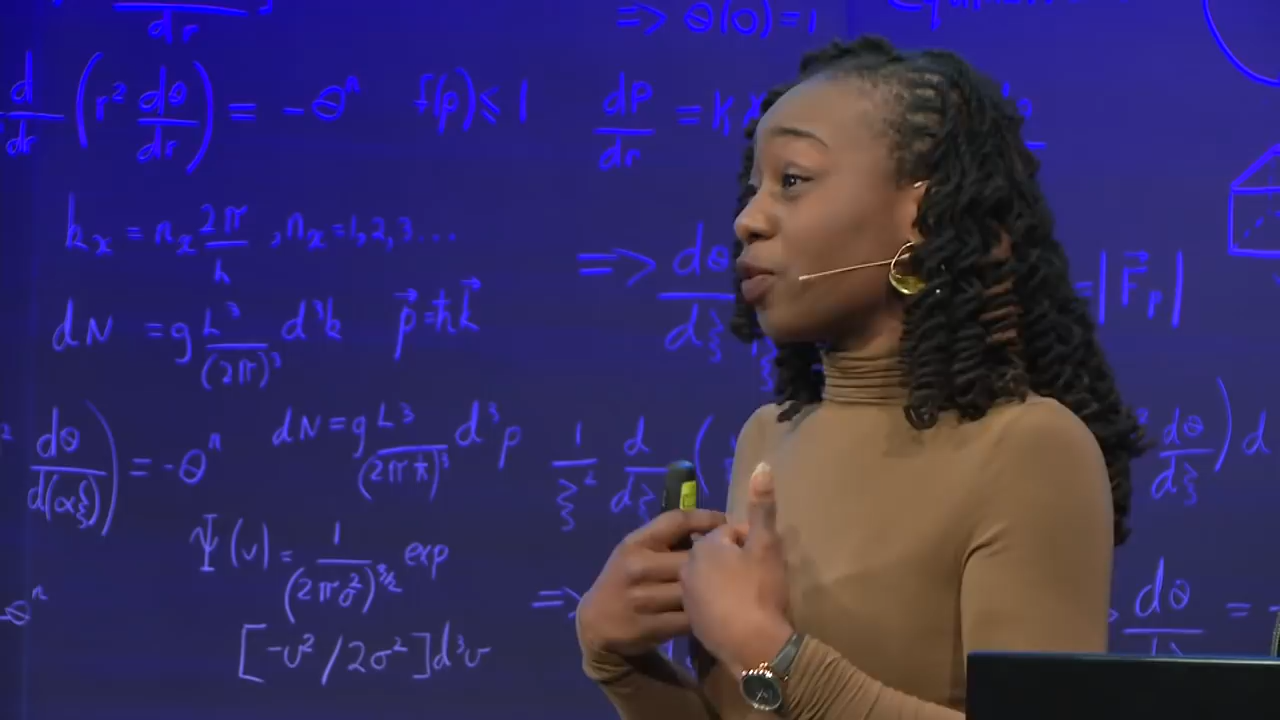 dr
=> θ(0)=1
d/dr (r² dθ/dr) = -θⁿ
f(p)≤1
dP/dr = K
kₓ = nₓ 2π/h , nₓ=1,2,3...
=> dθ/dξ
=|F⃗ₚ|
dN = g L³/(2π)³ d³k
p⃗=ħk⃗
dθ/d(αξ)) = -θⁿ
dN = g L³/(2πħ)³ d³p
1/ξ² d/dξ (
dθ/dξ) d
Ψ(v) = 1/(2πσ²)^3/2 exp
-θⁿ
=>
dθ
=
[-v²/2σ²]d³v